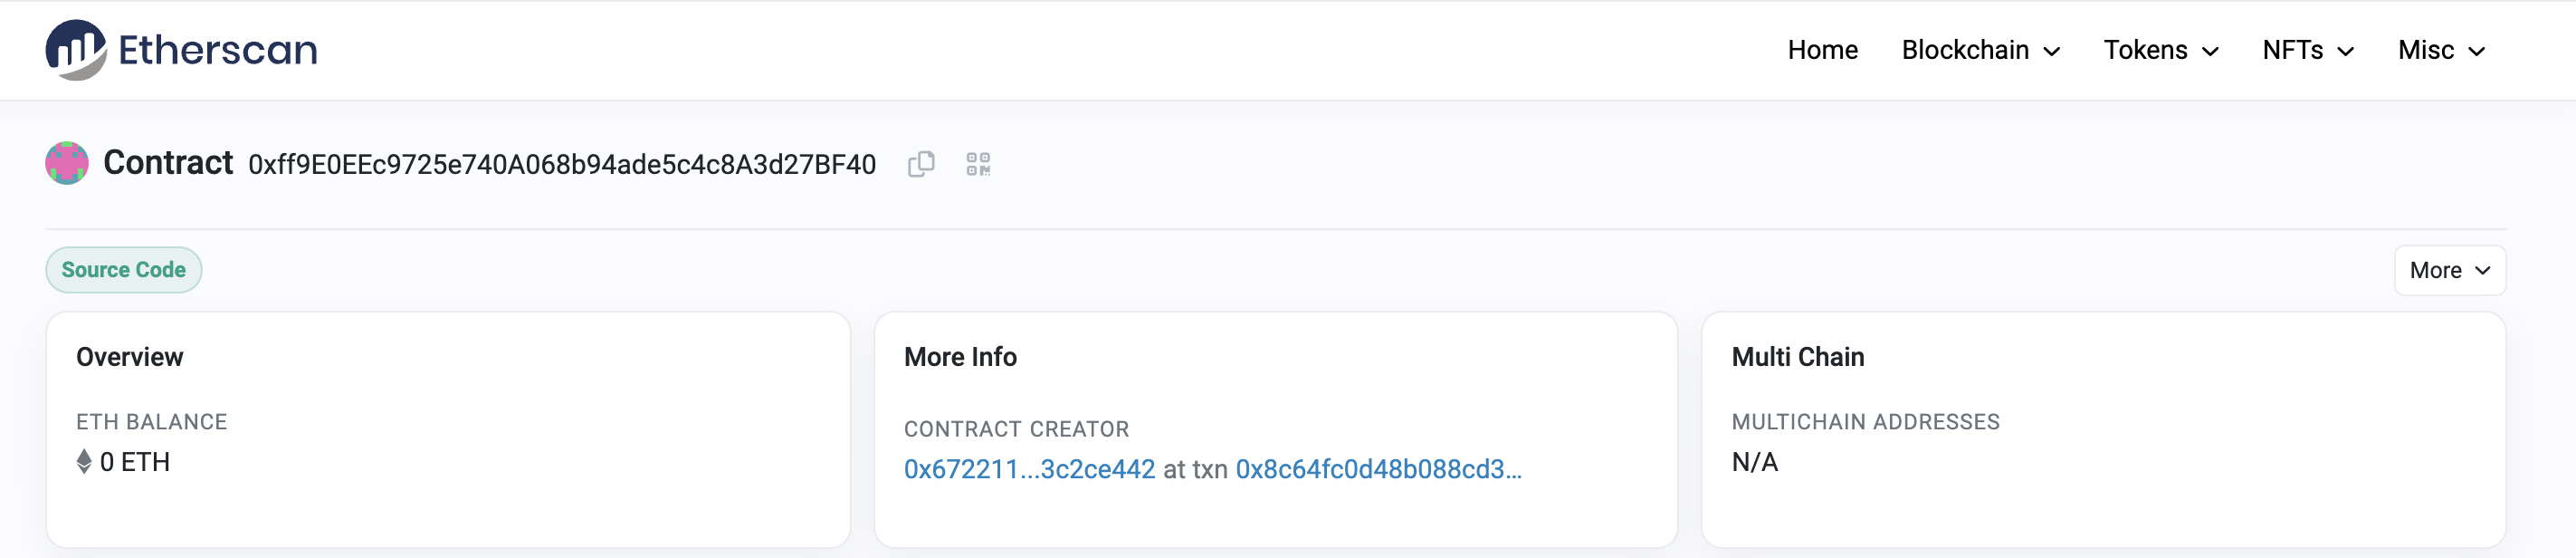 Etherscan
Home Blockchain Tokens NFTs Misc
Contract 0xff9E0EEc9725e740A068b94ade5c4c8A3d27BF40
Source Code
More
Overview
ETH BALANCE
0 ETH
More Info
CONTRACT CREATOR
0x672211...3c2ce442 at txn 0x8c64fc0d48b088cd3...
Multi Chain
MULTICHAIN ADDRESSES
N/A